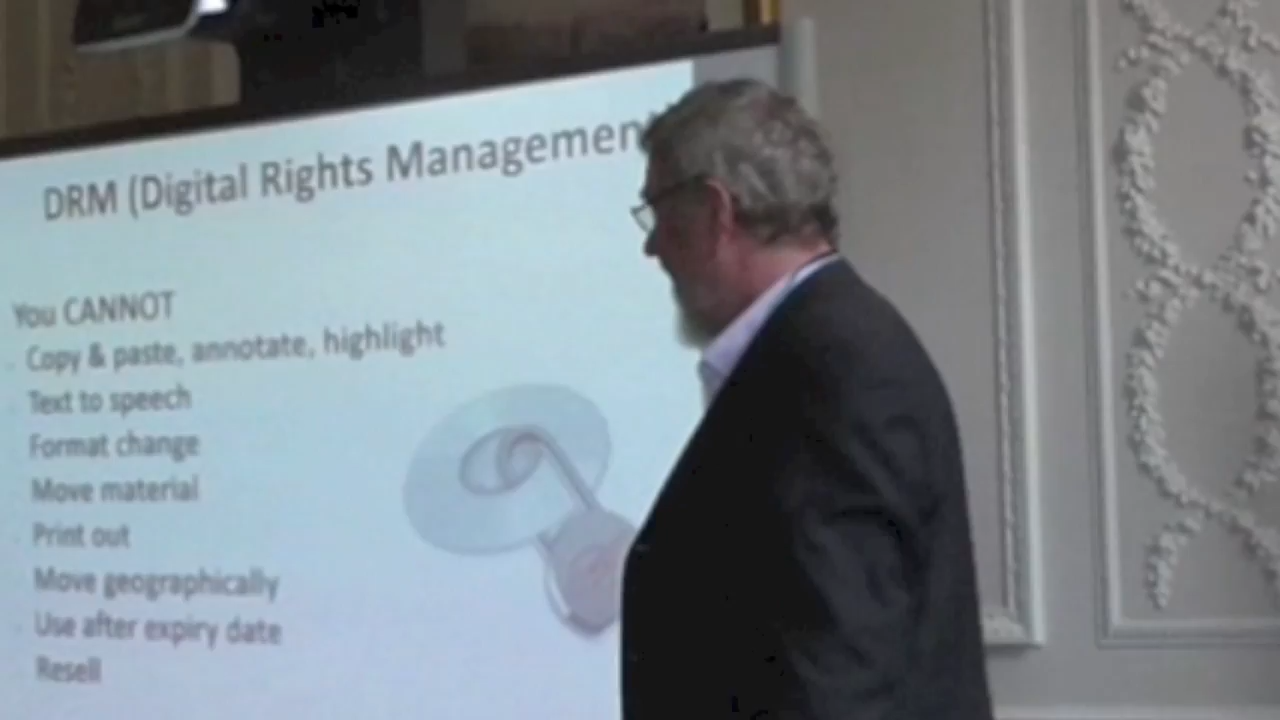 DRM (Digital Rights Management
You CANNOT
Copy & paste, annotate, highlight
Text to speech
Format change
Move material
Print out
Move geographically
Use after expiry date
Resell